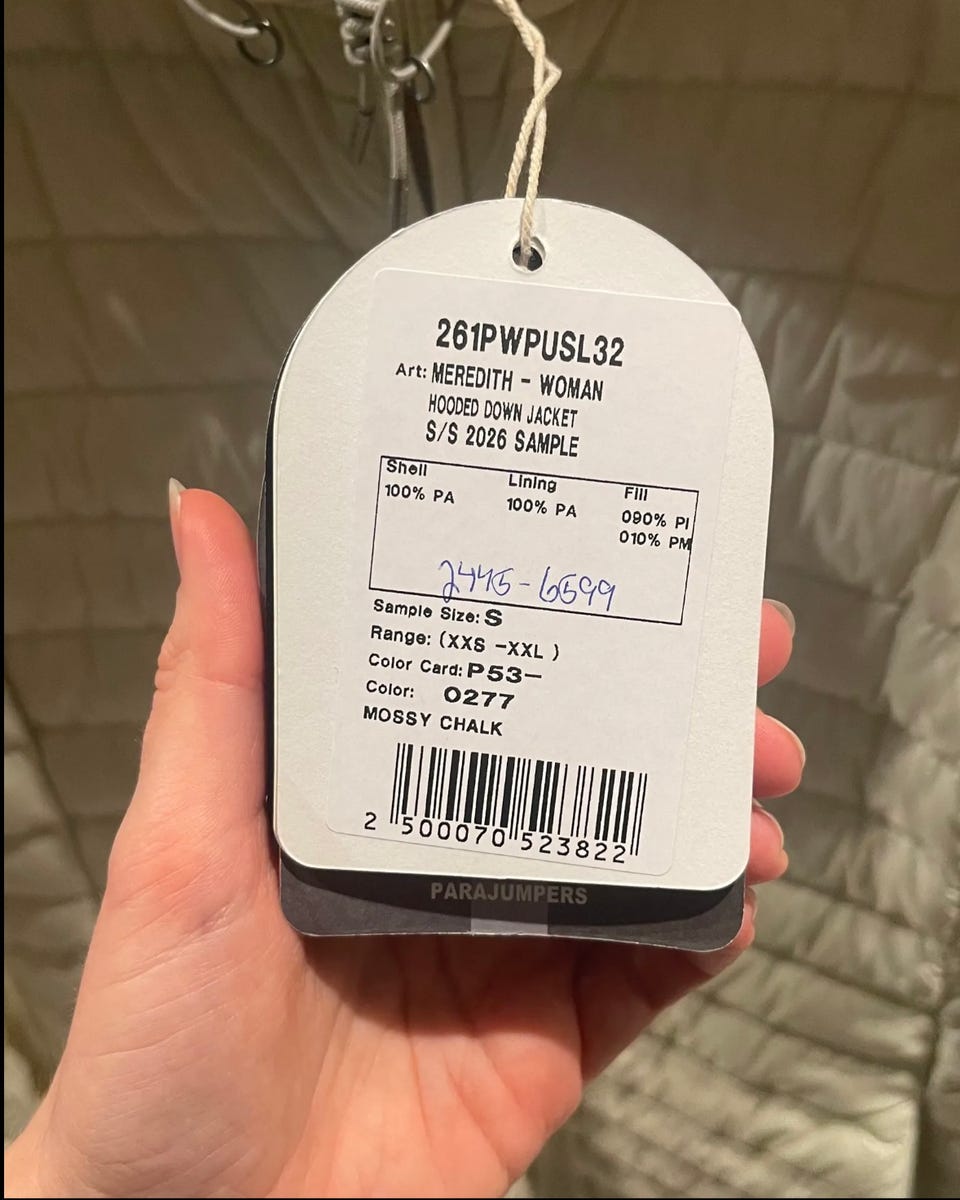 261PWPUSL32
Art: MEREDITH - WOMAN
HOODED DOWN JACKET
S/S 2026 SAMPLE
Shell Lining Fill
100% PA 100% PA 090% PI
010% PM
2445-6599
Sample Size: S
Range: (XXS -XXL )
Color Card: P53-
Color: 0277
MOSSY CHALK
2 500070 523822
PARAJUMPERS